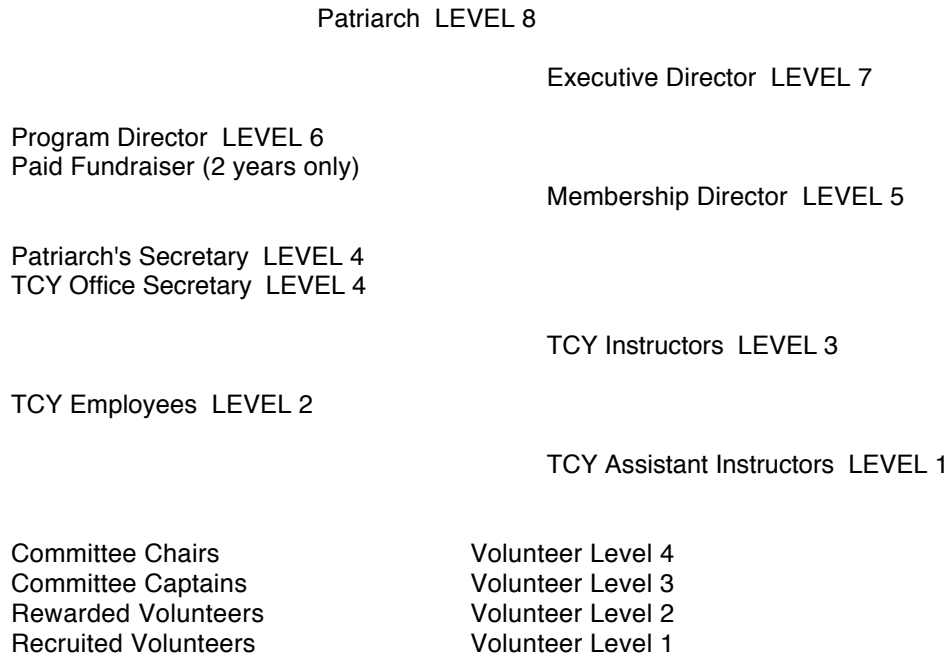 Patriarch LEVEL 8
Executive Director LEVEL 7
Program Director LEVEL 6
Paid Fundraiser (2 years only)
Membership Director LEVEL 5
Patriarch's Secretary LEVEL 4
TCY Office Secretary LEVEL 4
TCY Instructors LEVEL 3
TCY Employees LEVEL 2
TCY Assistant Instructors LEVEL 1
Committee Chairs Volunteer Level 4
Committee Captains Volunteer Level 3
Rewarded Volunteers Volunteer Level 2
Recruited Volunteers Volunteer Level 1